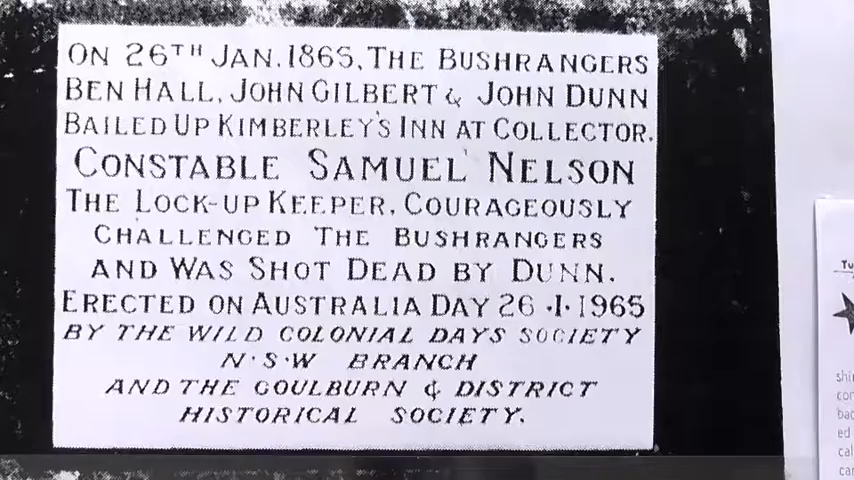 ON 26TH JAN. 1865, THE BUSHRANGERS
BEN HALL, JOHN GILBERT & JOHN DUNN
BAILED UP KIMBERLEY'S INN AT COLLECTOR.
CONSTABLE SAMUEL NELSON
THE LOCK-UP KEEPER, COURAGEOUSLY
CHALLENGED THE BUSHRANGERS
AND WAS SHOT DEAD BY DUNN.
ERECTED ON AUSTRALIA DAY 26·1·1965
BY THE WILD COLONIAL DAYS SOCIETY
N·S·W BRANCH
AND THE GOULBURN & DISTRICT
HISTORICAL SOCIETY.